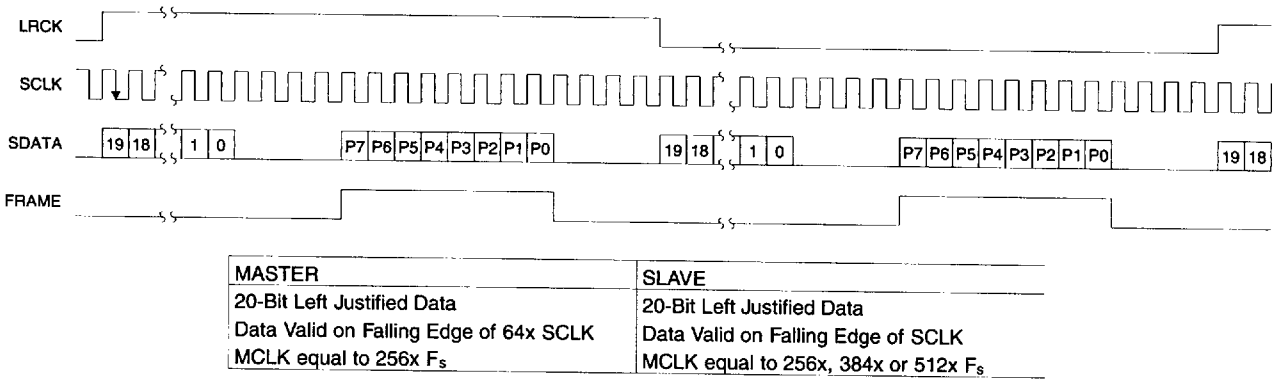 LRCK
SCLK
SDATA 19 18 1 0 P7 P6 P5 P4 P3 P2 P1 P0 19 18 1 0 P7 P6 P5 P4 P3 P2 P1 P0 19 18
FRAME
MASTER SLAVE
20-Bit Left Justified Data 20-Bit Left Justified Data
Data Valid on Falling Edge of 64x SCLK Data Valid on Falling Edge of SCLK
MCLK equal to 256x Fs MCLK equal to 256x, 384x or 512x Fs